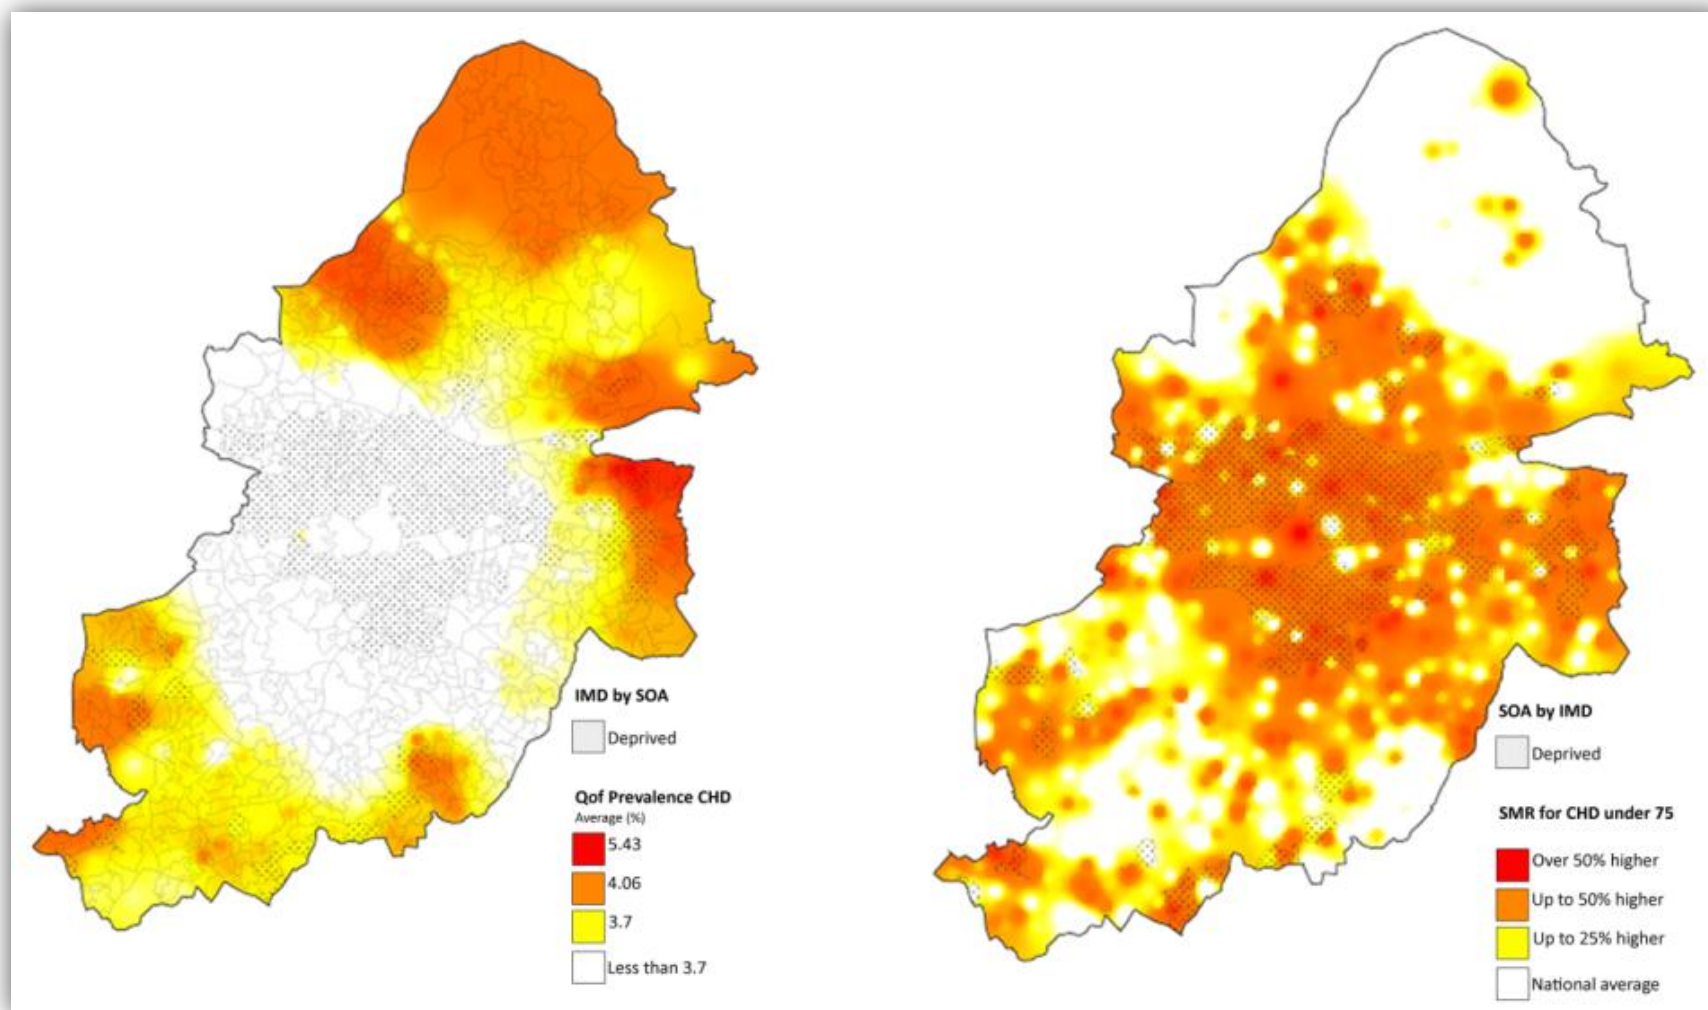 IMD by SOA
Deprived
Qof Prevalence CHD
Average (%)
5.43
4.06
3.7
Less than 3.7
SOA by IMD
Deprived
SMR for CHD under 75
Over 50% higher
Up to 50% higher
Up to 25% higher
National average